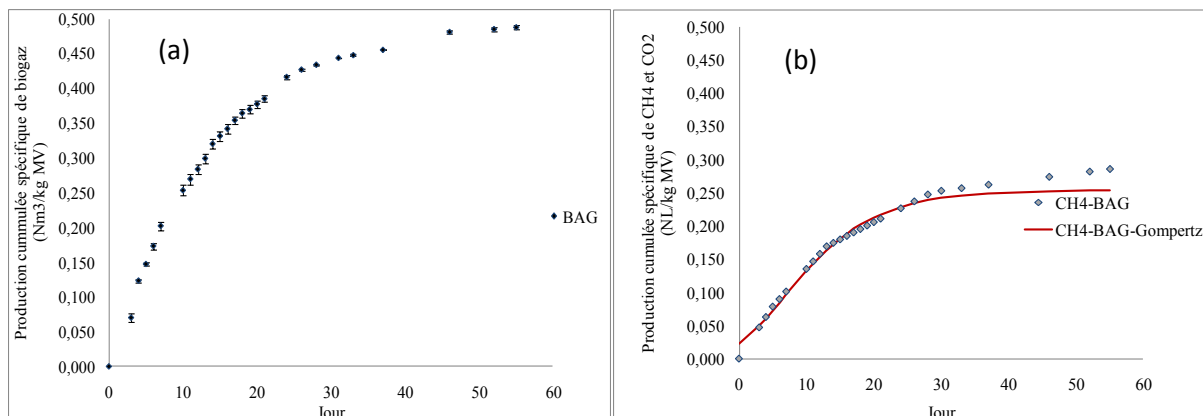 Production cummulée spécifique de biogaz
(Nm3/kg MV)
0,500
0,450
0,400
0,350
0,300
0,250
0,200
0,150
0,100
0,050
0,000
(a)
BAG
0 10 20 30 40 50 60
Jour
Production cumulée spécifique de CH4 et CO2
(NL/kg MV)
0,500
0,450
0,400
0,350
0,300
0,250
0,200
0,150
0,100
0,050
0,000
(b)
CH4-BAG
CH4-BAG-Gompertz
0 10 20 30 40 50 60
Jour